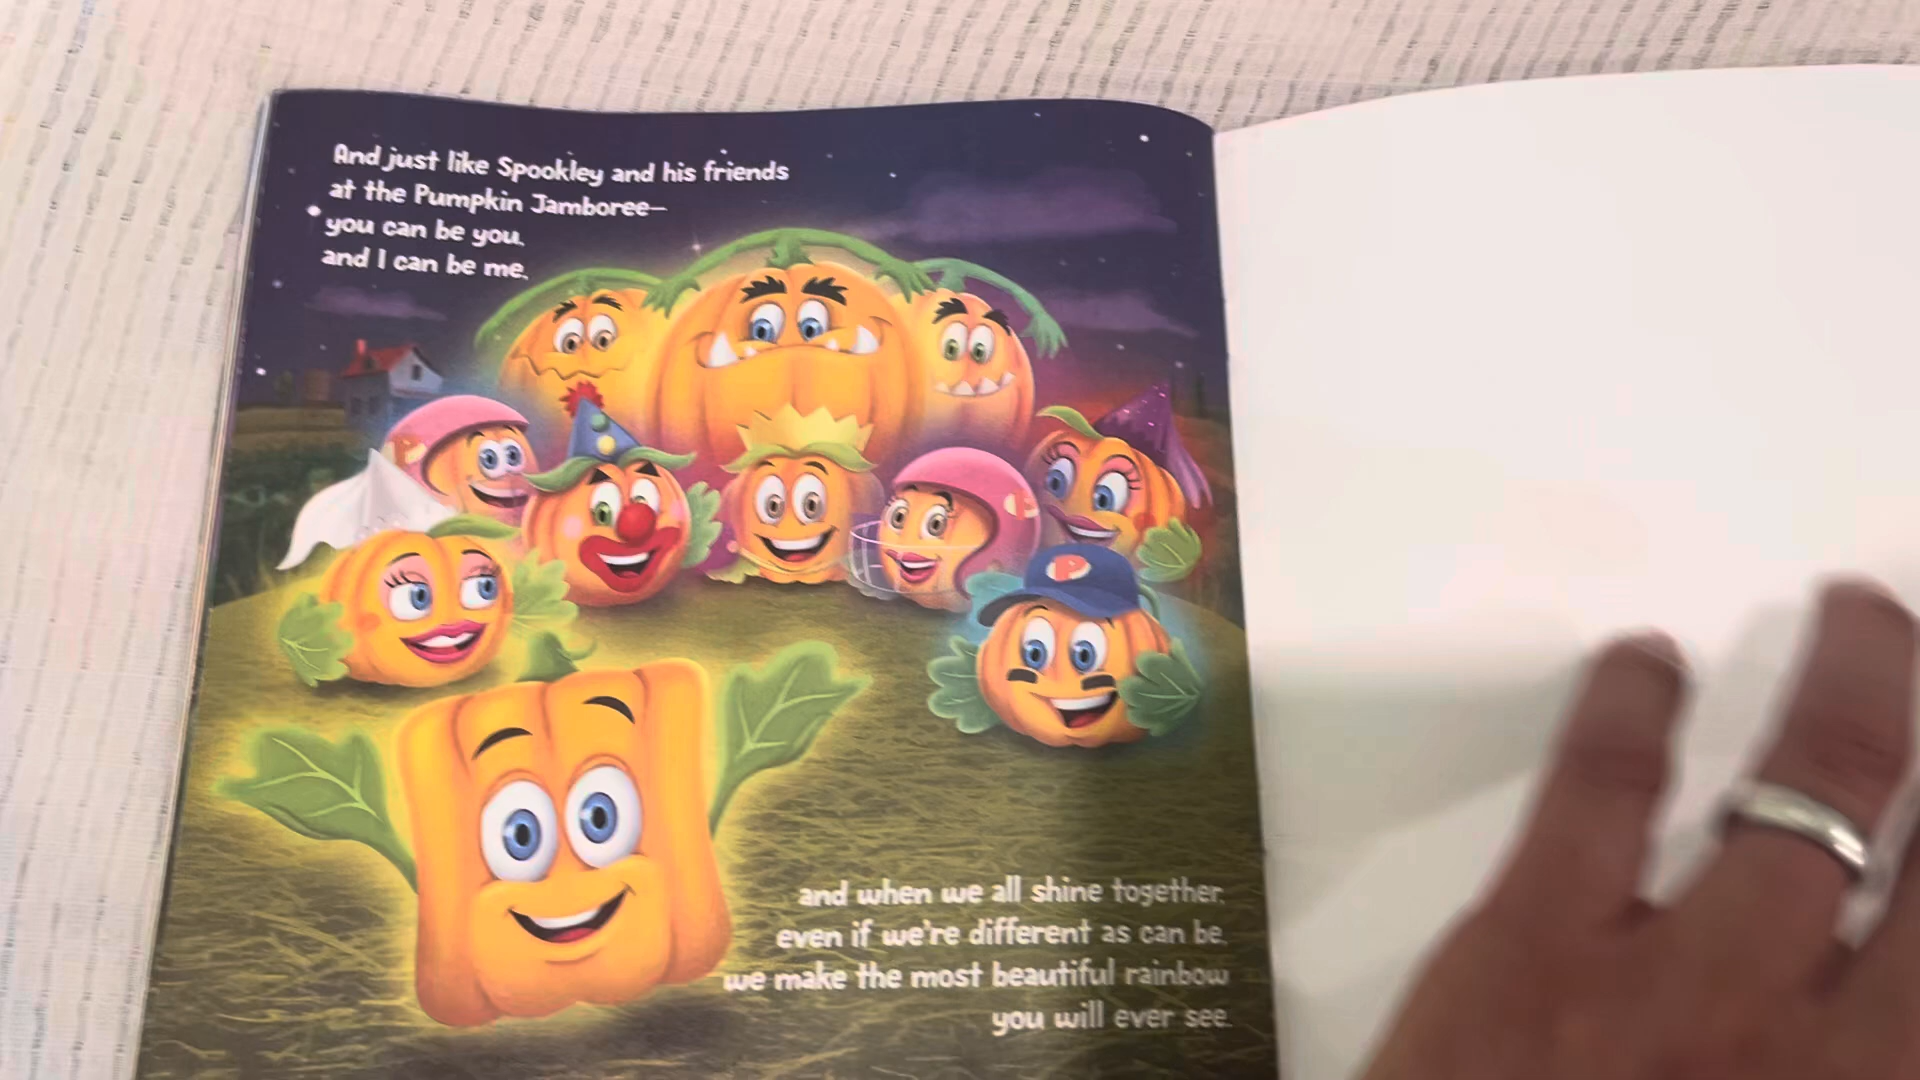 And just like Spookley and his friends
at the Pumpkin Jamboree—
you can be you,
and I can be me,
P
and when we all shine together,
even if we're different as can be,
we make the most beautiful rainbow
you will ever see.